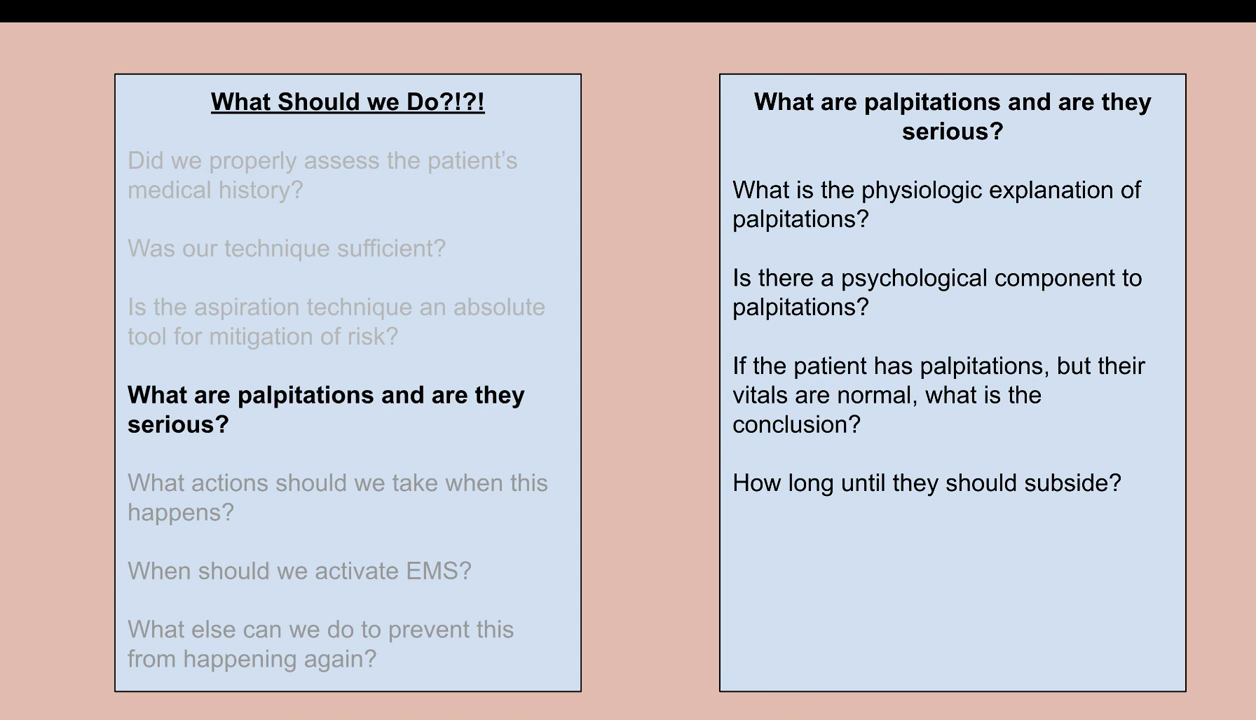 What Should we Do?!?!
Did we properly assess the patient’s
medical history?
Was our technique sufficient?
Is the aspiration technique an absolute
tool for mitigation of risk?
What are palpitations and are they
serious?
What actions should we take when this
happens?
When should we activate EMS?
What else can we do to prevent this
from happening again?
What are palpitations and are they
serious?
What is the physiologic explanation of
palpitations?
Is there a psychological component to
palpitations?
If the patient has palpitations, but their
vitals are normal, what is the
conclusion?
How long until they should subside?